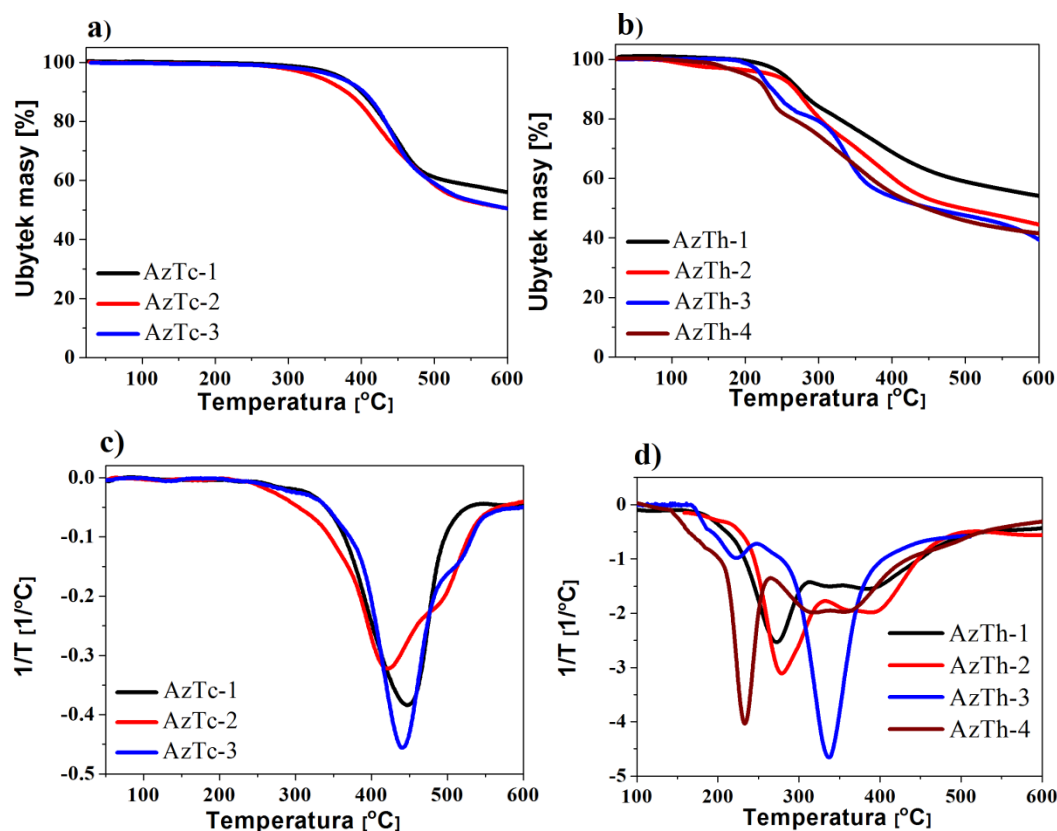 a)
Ubytek masy [%]
100
80
60
40
20
0
AzTc-1
AzTc-2
AzTc-3
100 200 300 400 500 600
Temperatura [°C]
b)
Ubytek masy [%]
100
80
60
40
20
0
AzTh-1
AzTh-2
AzTh-3
AzTh-4
100 200 300 400 500 600
Temperatura [°C]
c)
1/T [1/°C]
0.0
-0.1
-0.2
-0.3
-0.4
-0.5
AzTc-1
AzTc-2
AzTc-3
100 200 300 400 500 600
Temperatura [°C]
d)
1/T [1/°C]
0
-1
-2
-3
-4
-5
AzTh-1
AzTh-2
AzTh-3
AzTh-4
100 200 300 400 500 600
Temperatura [°C]